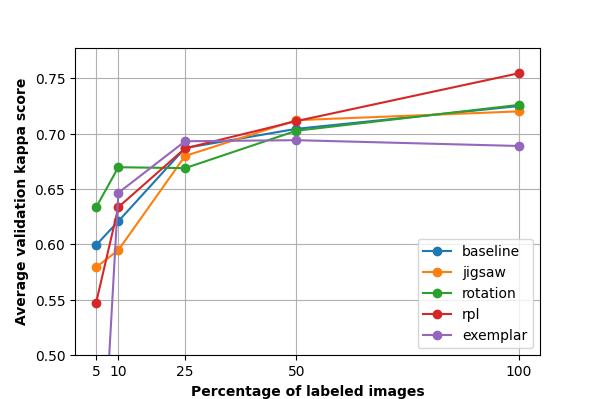 0.75
0.70
0.65
0.60
0.55
0.50
Average validation kappa score
5 10 25 50 100
Percentage of labeled images
baseline
jigsaw
rotation
rpl
exemplar